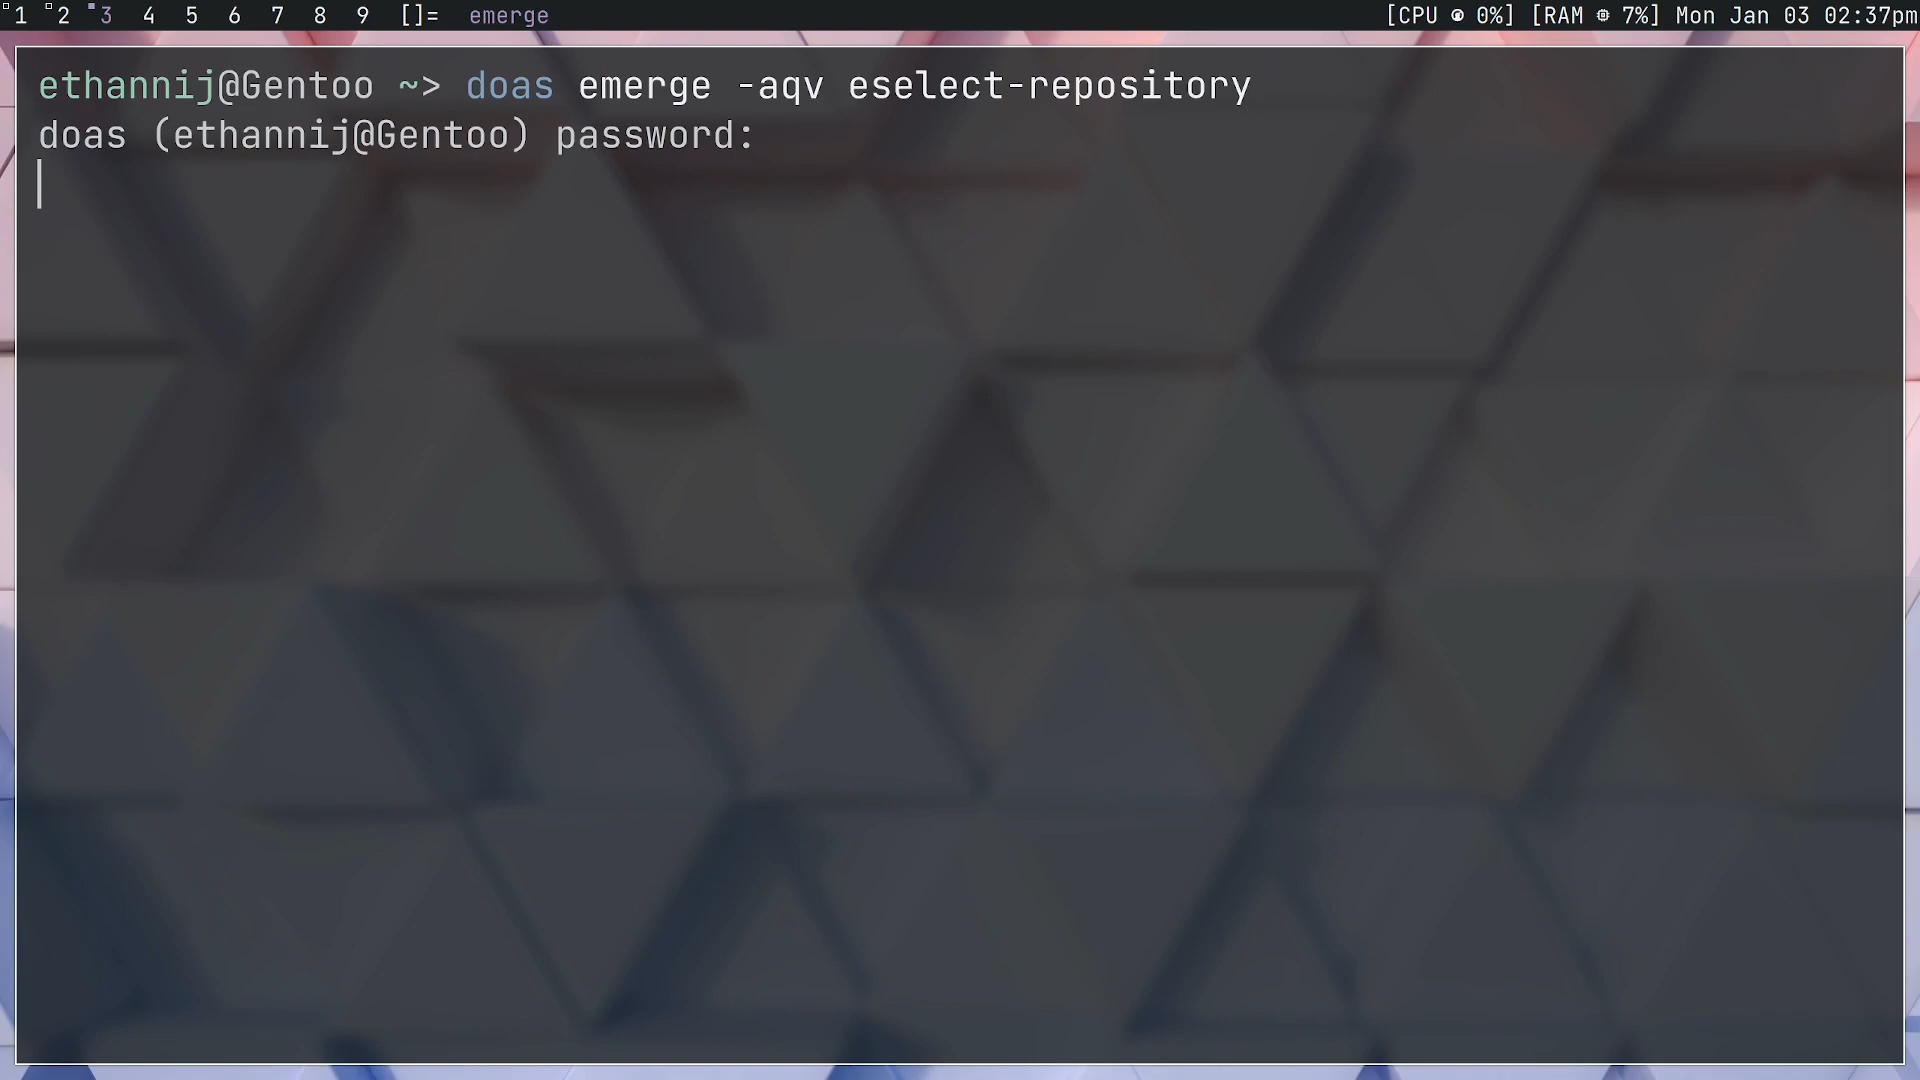 1 2 3 4 5 6 7 8 9 []= emerge [CPU 0%] [RAM 7%] Mon Jan 03 02:37pm
ethannij@Gentoo ~> doas emerge -aqv eselect-repository
doas (ethannij@Gentoo) password: